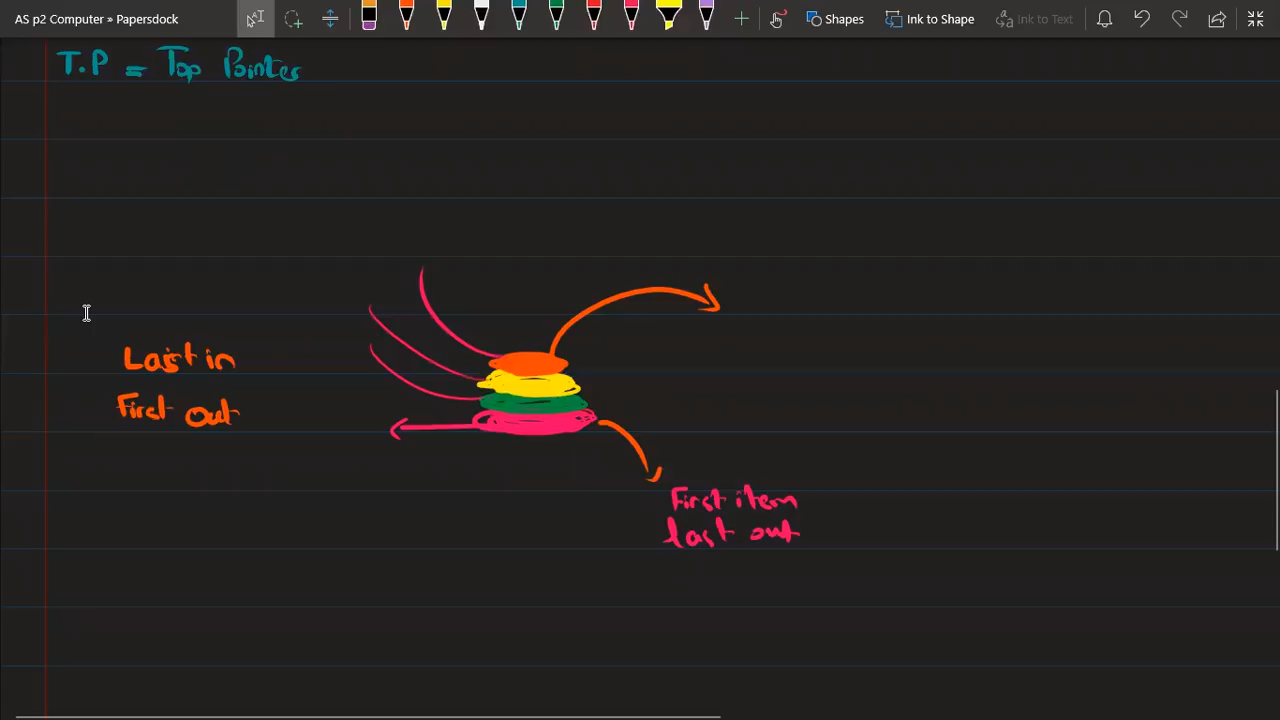 AS p2 Computer » Papersdock
Shapes
Ink to Shape
Ink to Text
T.P = Top Pointer
Last in
First out
First item
last out